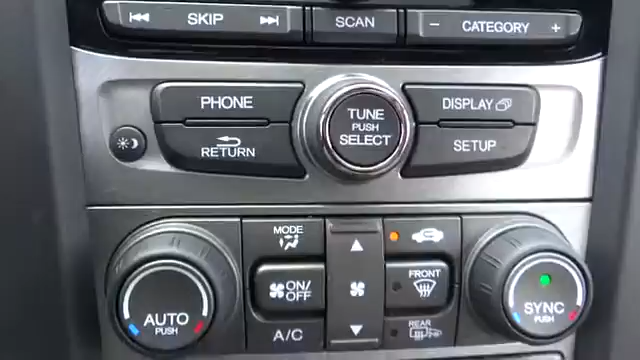 SKIP
SCAN
− CATEGORY +
PHONE
TUNE
PUSH
SELECT
DISPLAY
RETURN
SETUP
MODE
ON/
OFF
FRONT
AUTO
PUSH
SYNC
PUSH
A/C
REAR